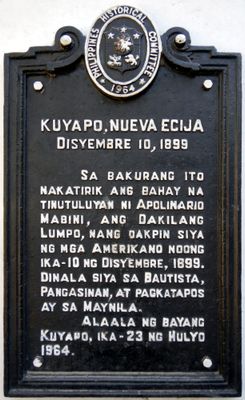 PHILIPPINES HISTORICAL COMMITTEE
1964
KUYAPO, NUEVA ECIJA
DISYEMBRE 10, 1899
SA BAKURANG ITO
NAKATIRIK ANG BAHAY NA
TINUTULUYAN NI APOLINARIO
MABINI, ANG DAKILANG
LUMPO, NANG DAKPIN SIYA
NG MGA AMERIKANO NOONG
IKA-10 NG DISYEMBRE, 1899.
DINALA SIYA SA BAUTISTA,
PANGASINAN, AT PAGKATAPOS
AY SA MAYNILA.
ALAALA NG BAYANG
KUYAPO, IKA-23 NG HULYO
1964.